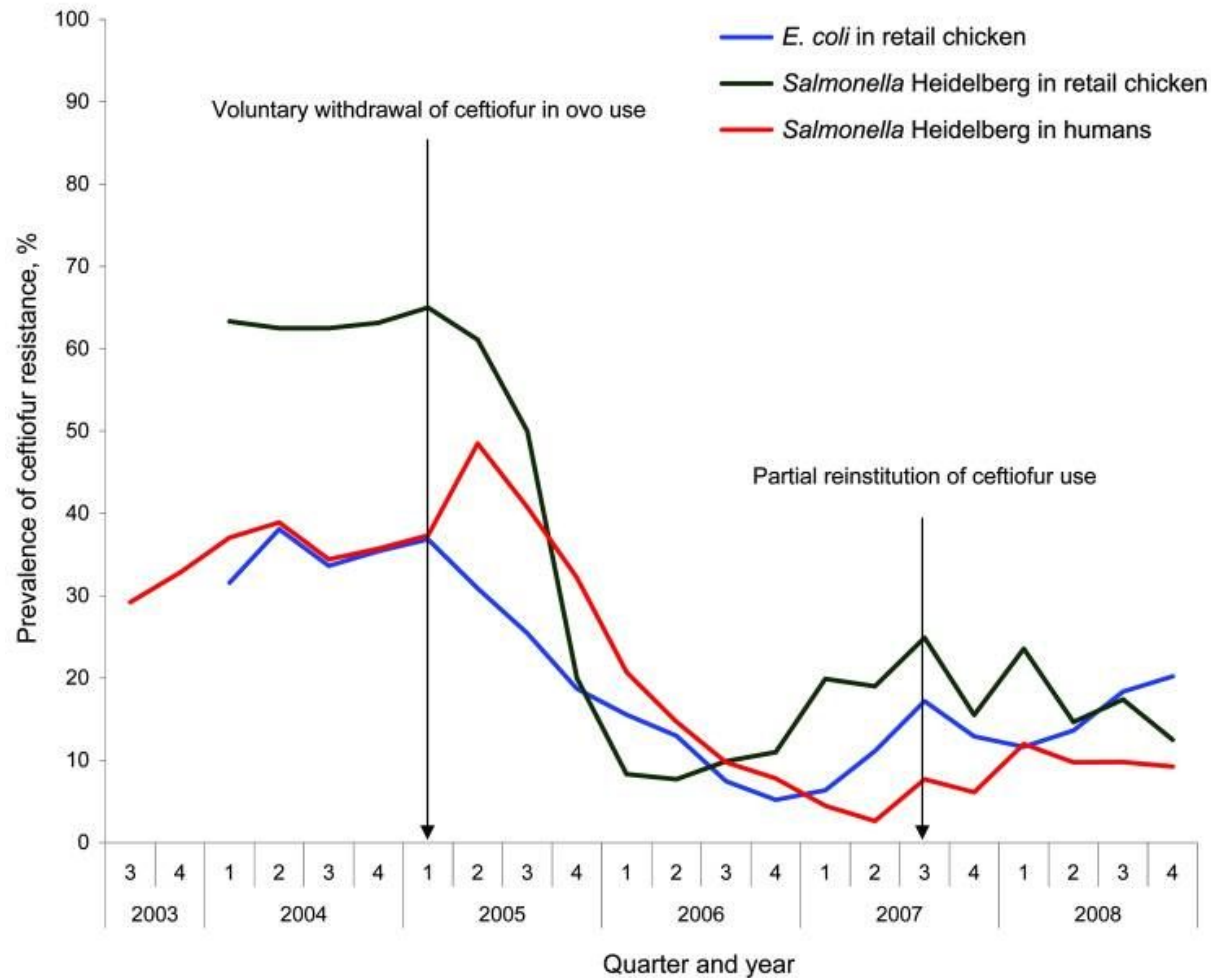 100
90
80
70
60
50
40
30
20
10
0
Prevalence of ceftiofur resistance, %
E. coli in retail chicken
Salmonella Heidelberg in retail chicken
Salmonella Heidelberg in humans
Voluntary withdrawal of ceftiofur in ovo use
Partial reinstitution of ceftiofur use
3 4 1 2 3 4 1 2 3 4 1 2 3 4 1 2 3 4 1 2 3 4
2003 2004 2005 2006 2007 2008
Quarter and year